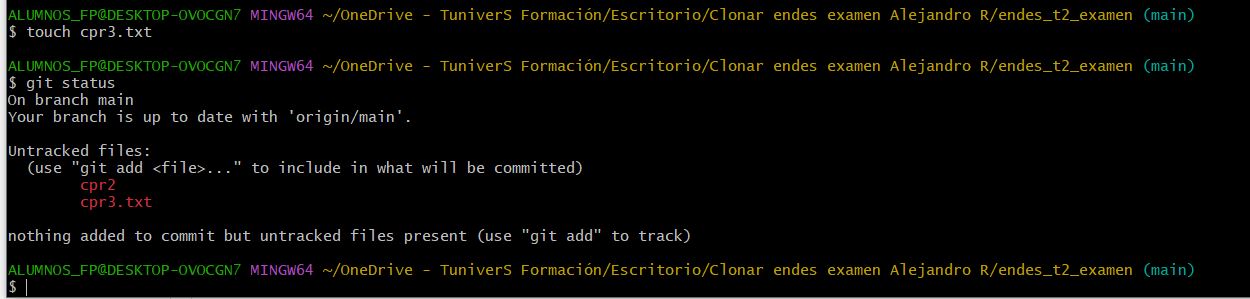 ALUMNOS_FP@DESKTOP-OVOCGN7 MINGW64 ~/OneDrive - TuniverS Formación/Escritorio/Clonar endes examen Alejandro R/endes_t2_examen (main)
$ touch cpr3.txt
ALUMNOS_FP@DESKTOP-OVOCGN7 MINGW64 ~/OneDrive - TuniverS Formación/Escritorio/Clonar endes examen Alejandro R/endes_t2_examen (main)
$ git status
On branch main
Your branch is up to date with 'origin/main'.
Untracked files:
(use "git add <file>..." to include in what will be committed)
cpr2
cpr3.txt
nothing added to commit but untracked files present (use "git add" to track)
ALUMNOS_FP@DESKTOP-OVOCGN7 MINGW64 ~/OneDrive - TuniverS Formación/Escritorio/Clonar endes examen Alejandro R/endes_t2_examen (main)
$